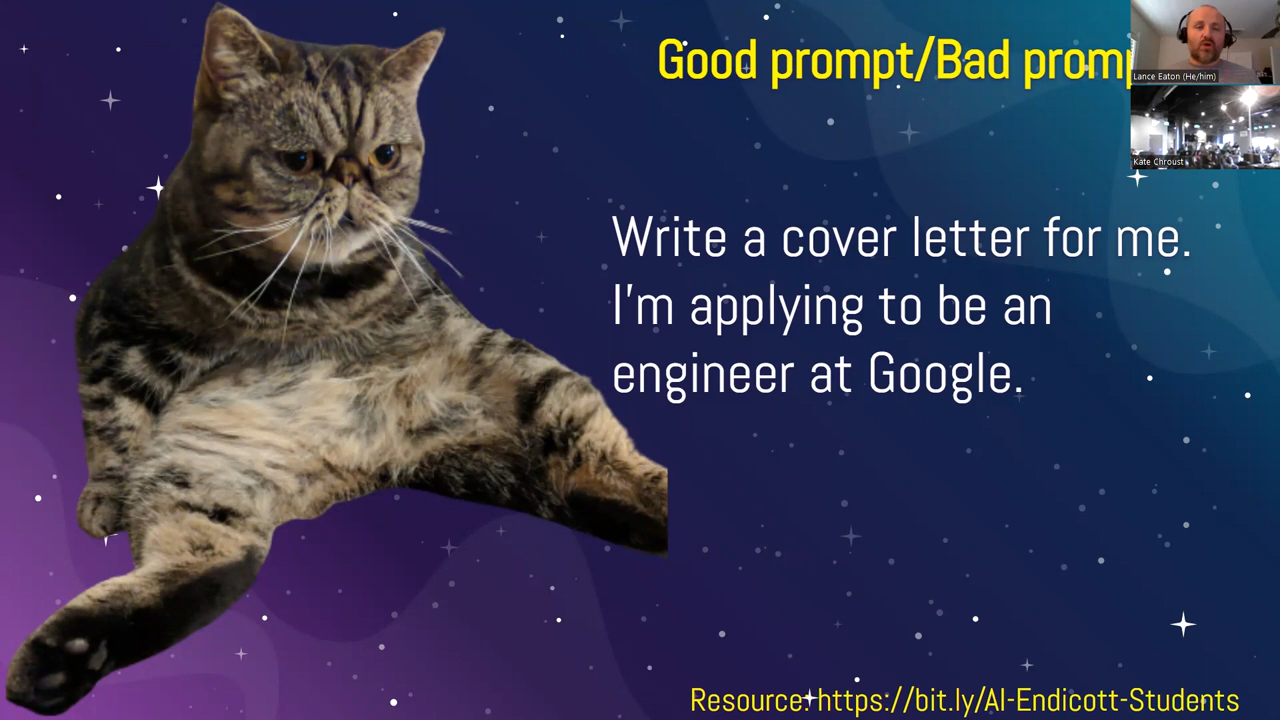 Good prompt/Bad promp
Lance Eaton (He/him)
Kate Chroust
Write a cover letter for me.
I'm applying to be an
engineer at Google.
Resource: https://bit.ly/AI-Endicott-Students